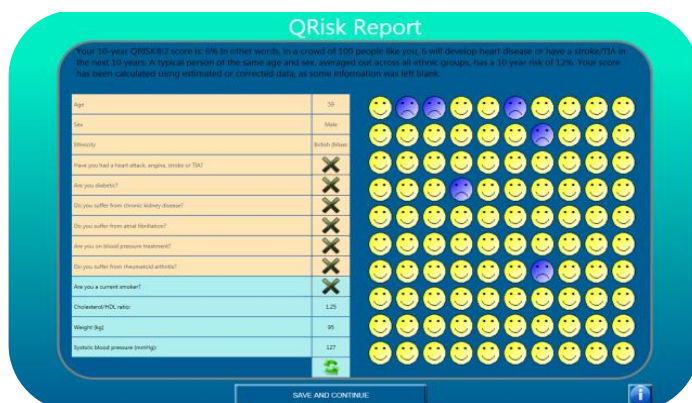 QRisk Report
Your 10-year QRISK®2 score is: 6% In other words, in a crowd of 100 people like you, 6 will develop heart disease or have a stroke/TIA in
the next 10 years. A typical person of the same age and sex, averaged out across all ethnic groups, has a 10 year risk of 12%. Your score
has been calculated using estimated or corrected data, as some information was left blank.
Age 59
Sex Male
Ethnicity British
Have you had a heart attack, angina, stroke or TIA?
Are you diabetic?
Do you suffer from chronic kidney disease?
Do you suffer from atrial fibrillation?
Are you on blood pressure treatment?
Do you suffer from rheumatoid arthritis?
Are you a current smoker?
Cholesterol/HDL ratio: 1.25
Weight (kg) 95
Systolic blood pressure (mmHg): 127
SAVE AND CONTINUE